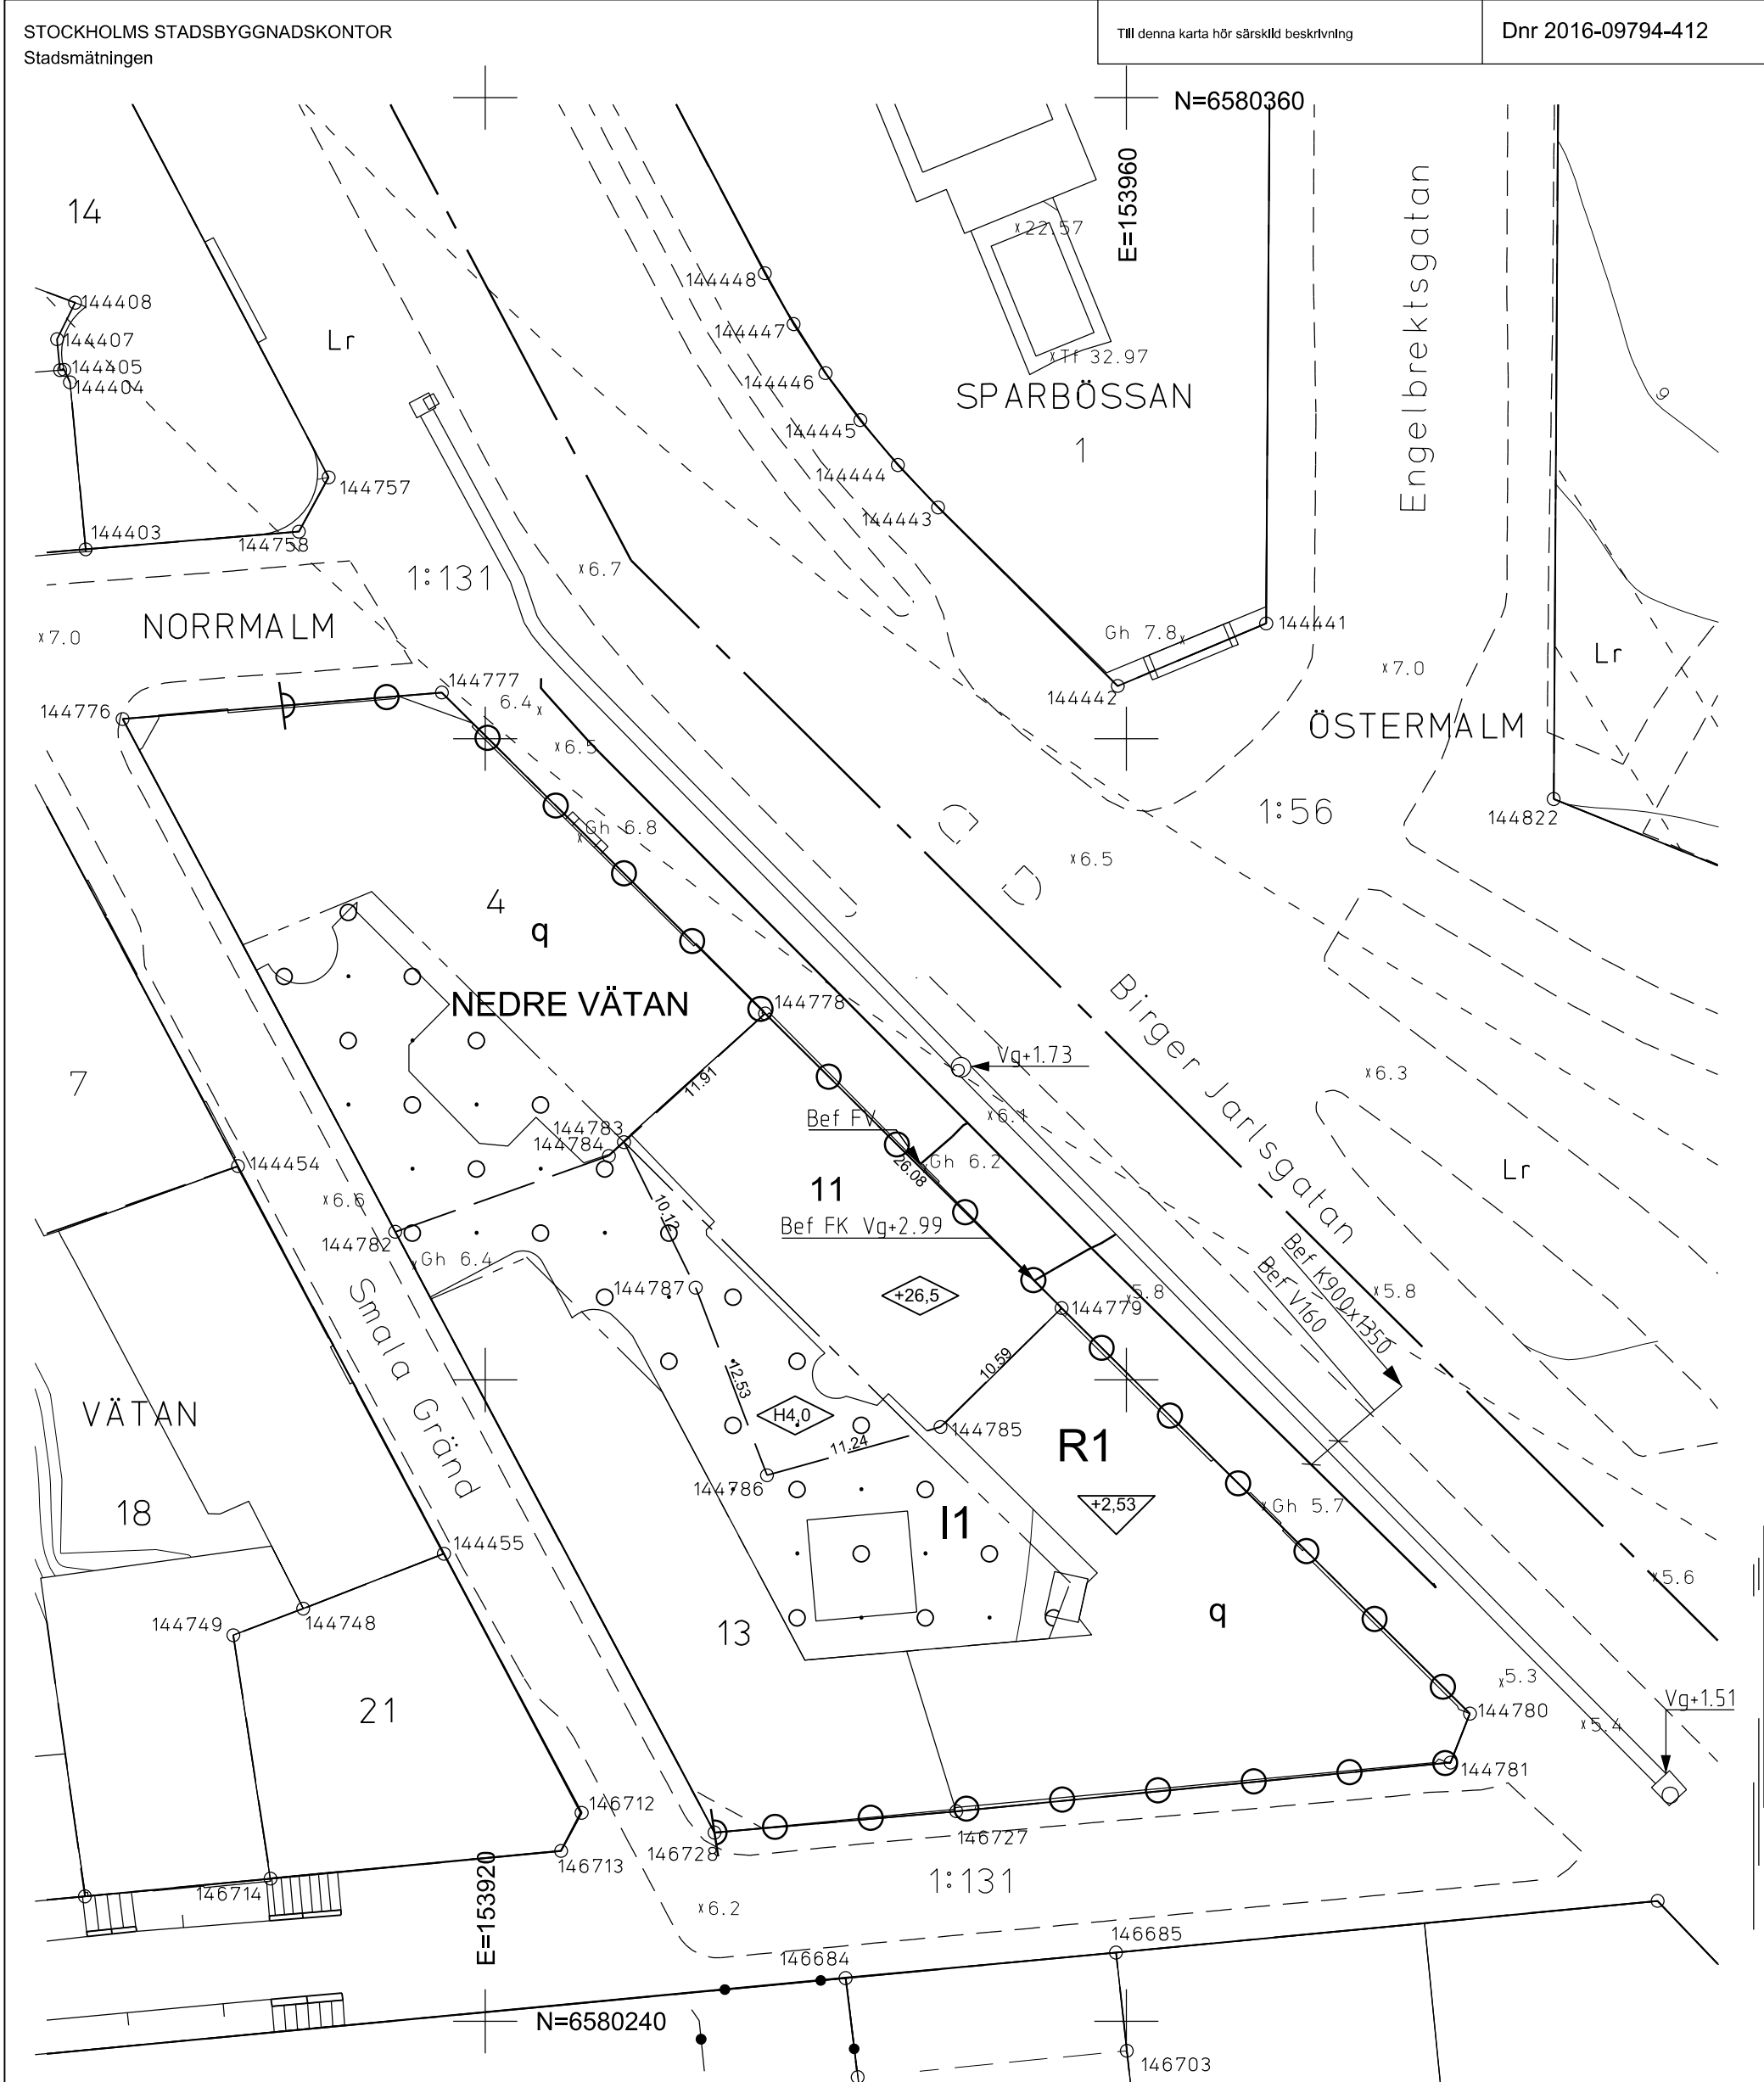 STOCKHOLMS STADSBYGGNADSKONTOR
Stadsmätningen
Till denna karta hör särskild beskrivning
Dnr 2016-09794-412
N=6580360
E=153960
Engelbrektsgatan
14
22.57
144448
144408
144447
144407
Lr
Tf 32.97
144405
144446
144404
SPARBÖSSAN
9
144445
1
144444
144757
144443
144403
144758
1:131
6.7
NORRMALM
Gh 7.8
144441
7.0
Lr
7.0
144777
144442
6.4
144776
ÖSTERMALM
6.5
1:56
144822
Gh 6.8
6.5
4
q
NEDRE VÄTAN
144778
Birger Jarlsgatan
Vg+1.73
7
11.91
6.3
Bef FV
6.1
144783
144784
Gh 6.2
144454
26.08
Lr
11
6.6
10.12
Bef FK Vg+2.99
144782
Gh 6.4
Bef K900x1350
Bef V160
144787
+26,5
5.8
5.8
144779
Smala Gränd
10.59
12.53
VÄTAN
H4,0
144785
11.24
R1
144786
+2,53
Gh 5.7
18
I1
144455
5.6
q
144749
144748
13
5.3
21
Vg+1.51
144780
5.4
144781
146712
146727
146728
146713
1:131
146714
E=153920
6.2
146685
146684
N=6580240
146703